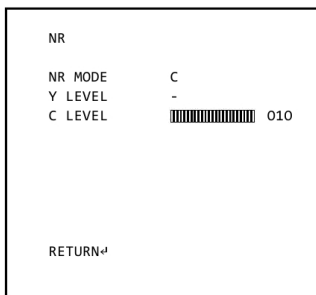 NR
NR MODE C
Y LEVEL -
C LEVEL 010
RETURN↵